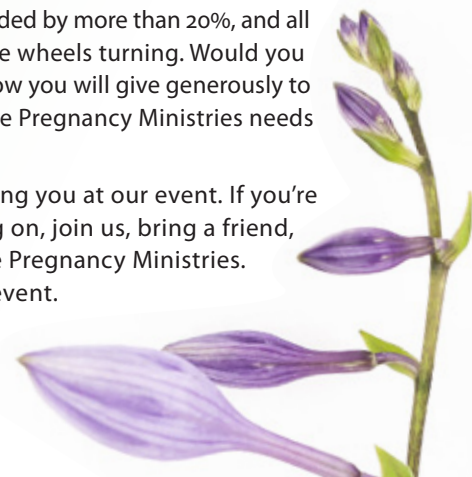 ded by more than 20%, and all
e wheels turning. Would you
ow you will give generously to
e Pregnancy Ministries needs
ng you at our event. If you're
g on, join us, bring a friend,
e Pregnancy Ministries.
event.